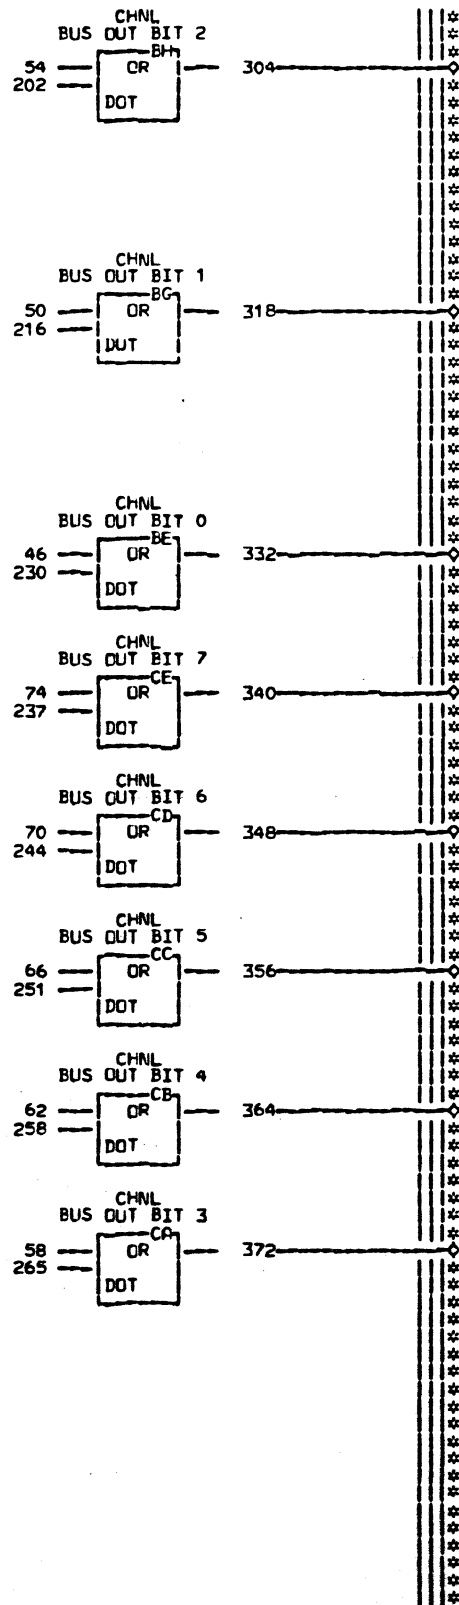 CHNL
BUS OUT BIT 2
BH
54 OR 304
202
DOT
CHNL
BUS OUT BIT 1
BG
50 OR 318
216
DOT
CHNL
BUS OUT BIT 0
BE
46 OR 332
230
DOT
CHNL
BUS OUT BIT 7
CE
74 OR 340
237
DOT
CHNL
BUS OUT BIT 6
CD
70 OR 348
244
DOT
CHNL
BUS OUT BIT 5
CC
66 OR 356
251
DOT
CHNL
BUS OUT BIT 4
CB
62 OR 364
258
DOT
CHNL
BUS OUT BIT 3
CA
58 OR 372
265
DOT